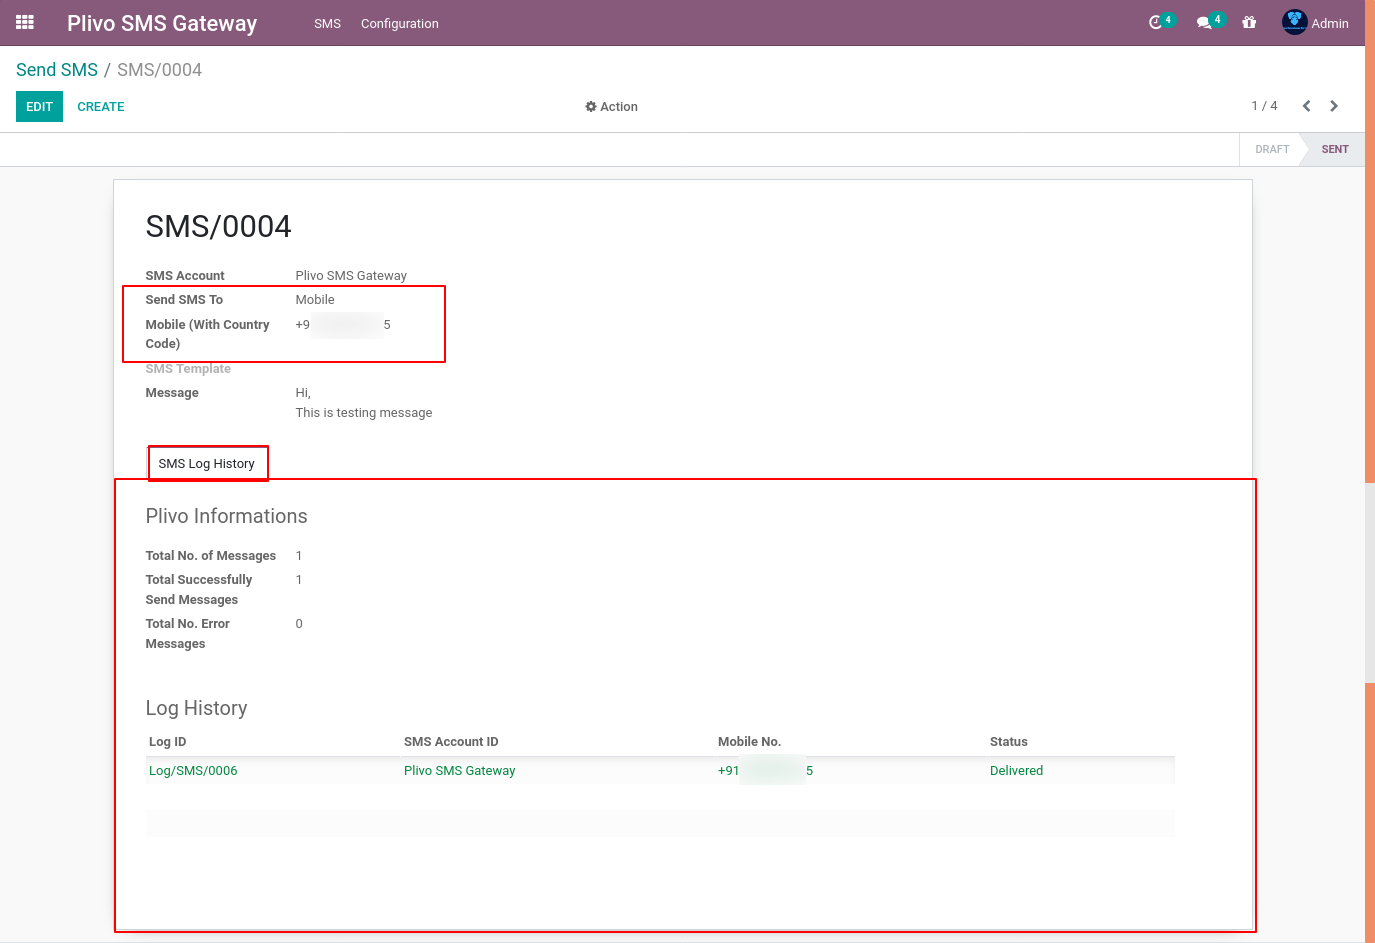 Plivo SMS Gateway SMS Configuration 4 4 Admin
Send SMS / SMS/0004
EDIT CREATE Action 1 / 4
DRAFT SENT
SMS/0004
SMS Account Plivo SMS Gateway
Send SMS To Mobile
Mobile (With Country +9 5
Code)
SMS Template
Message Hi,
This is testing message
SMS Log History
Plivo Informations
Total No. of Messages 1
Total Successfully 1
Send Messages
Total No. Error 0
Messages
Log History
Log ID SMS Account ID Mobile No. Status
Log/SMS/0006 Plivo SMS Gateway +91 5 Delivered